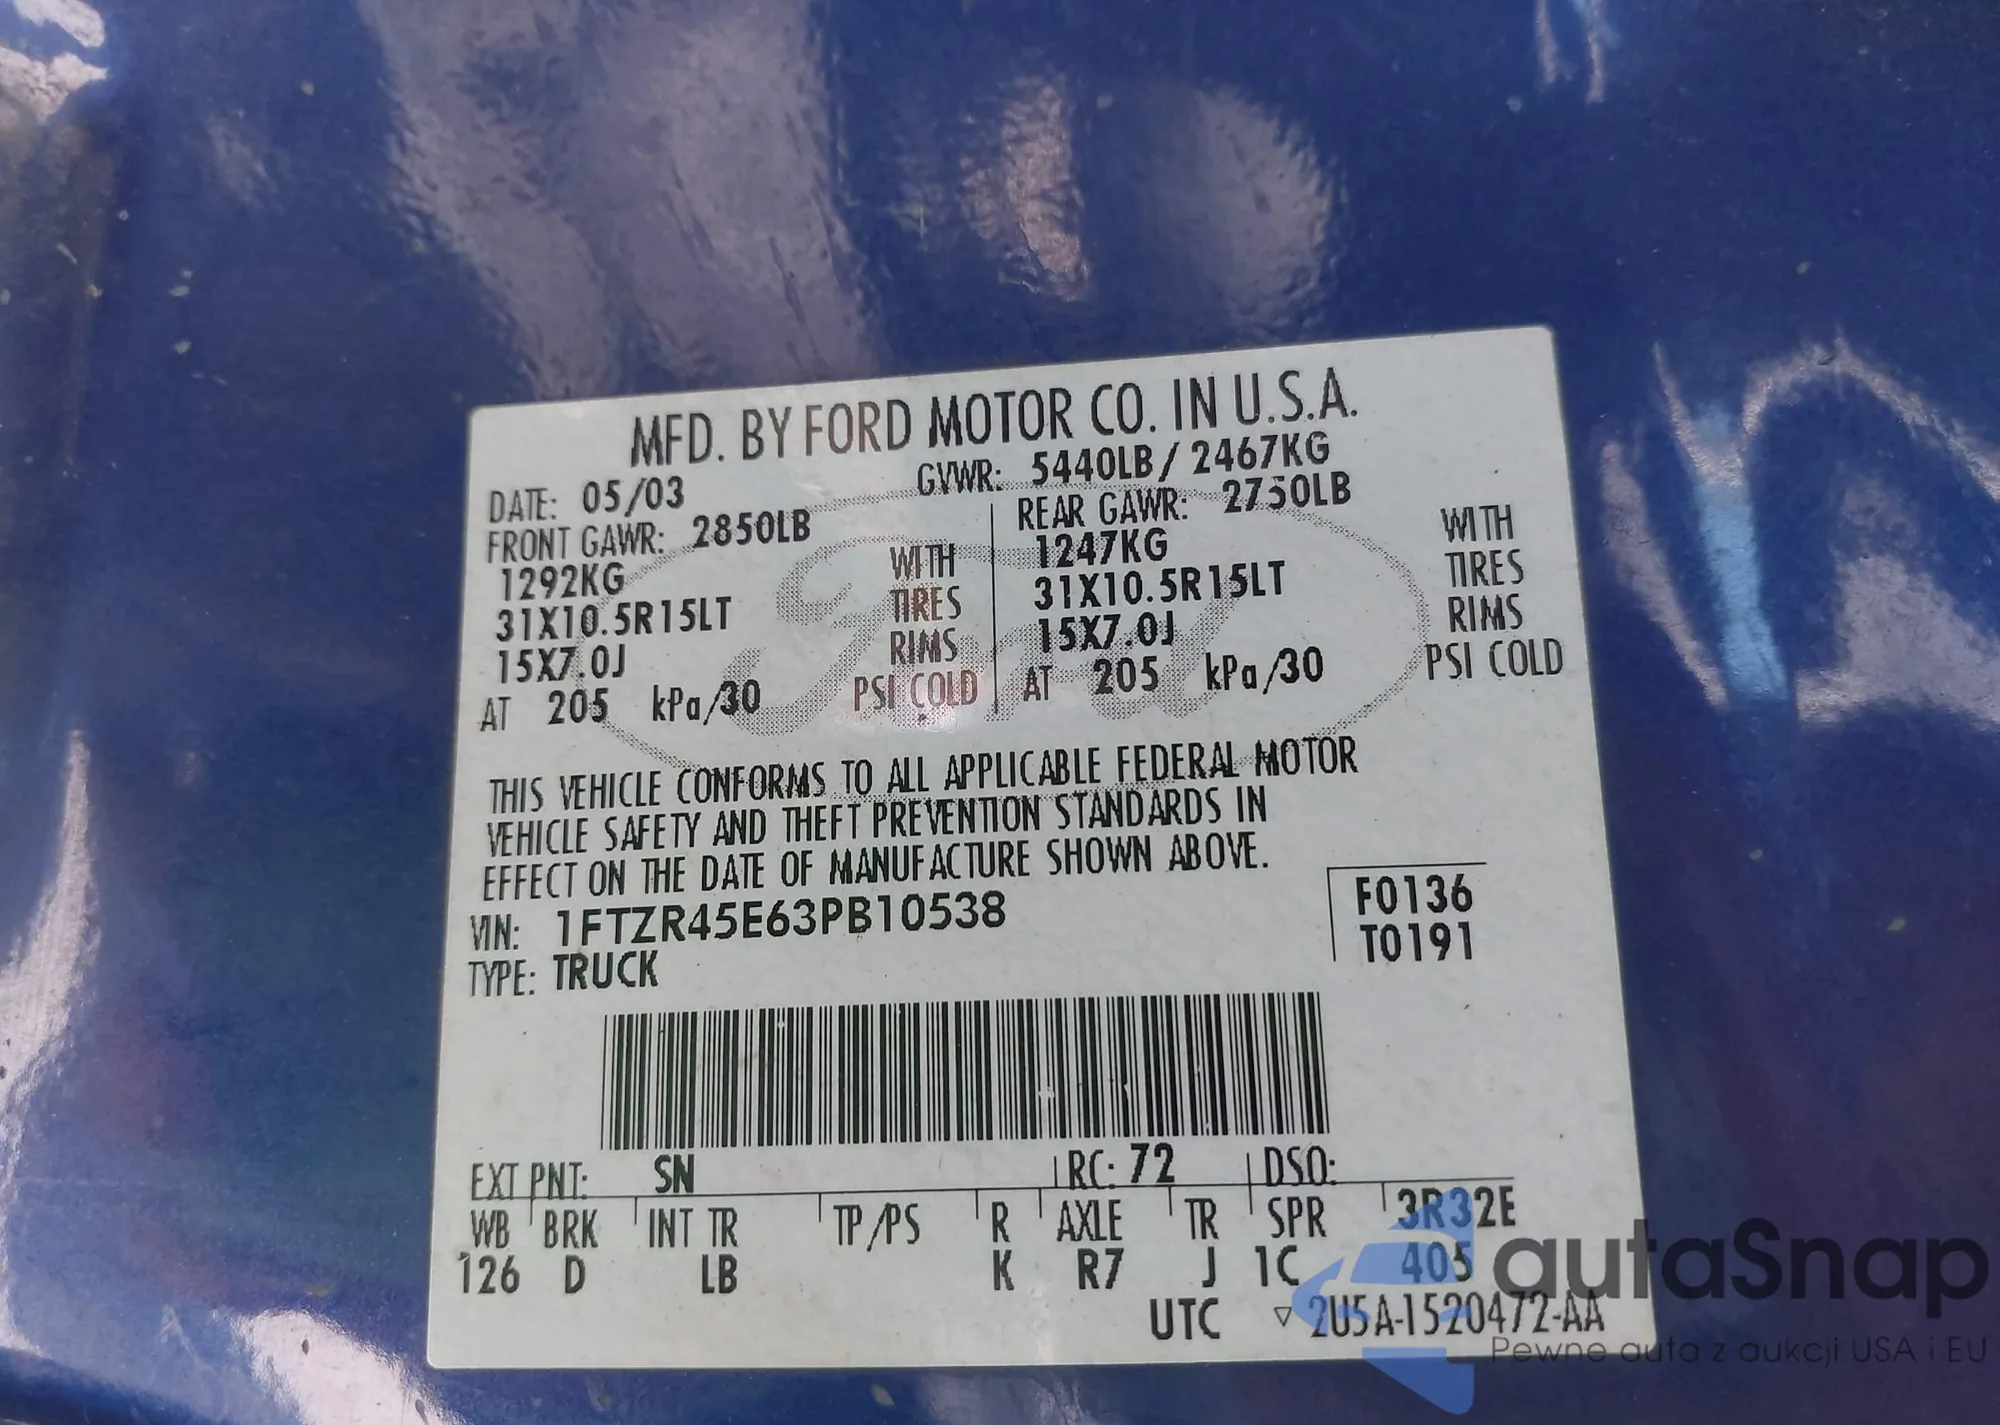 MFD. BY FORD MOTOR CO. IN U.S.A.
DATE: 05/03 GVWR: 5440LB / 2467KG
FRONT GAWR: 2850LB REAR GAWR: 2750LB
1292KG WITH 1247KG WITH
31X10.5R15LT TIRES 31X10.5R15LT TIRES
15X7.0J RIMS 15X7.0J RIMS
AT 205 kPa/30 PSI COLD AT 205 kPa/30 PSI COLD
THIS VEHICLE CONFORMS TO ALL APPLICABLE FEDERAL MOTOR
VEHICLE SAFETY AND THEFT PREVENTION STANDARDS IN
EFFECT ON THE DATE OF MANUFACTURE SHOWN ABOVE.
VIN: 1FTZR45E63PB10538 F0136
TYPE: TRUCK T0191
EXT PNT: SN RC: 72 DSO:
WB BRK INT TR TP/PS R AXLE TR SPR 3R32E
126 D LB K R7 J 1C 405
UTC ▽ 2U5A-1520472-AA
Ford
autaSnap
Pewne auta z aukcji USA i EU